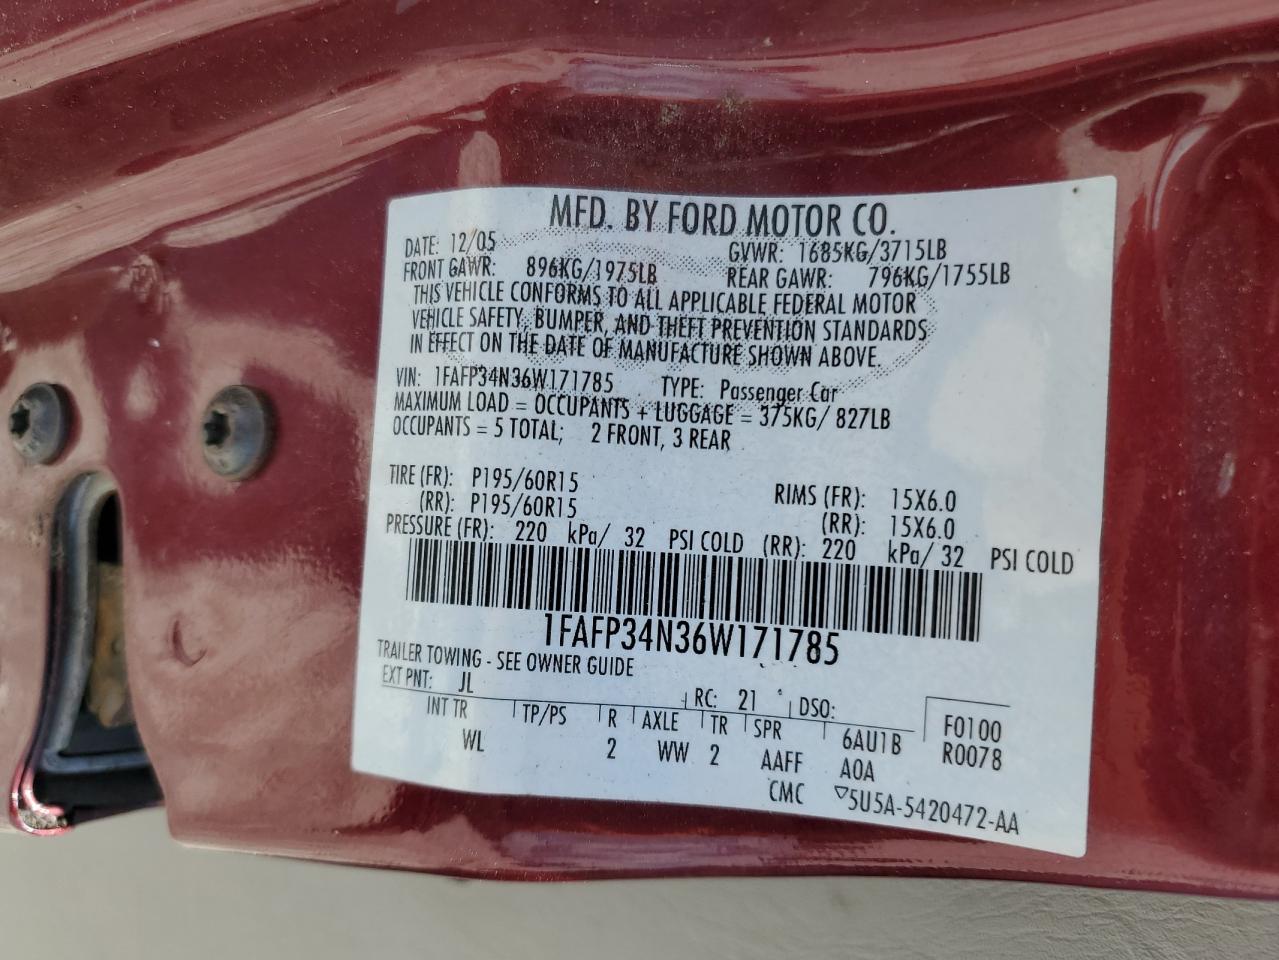 MFD. BY FORD MOTOR CO.
DATE: 12/05 GVWR: 1685KG/3715LB
FRONT GAWR: 896KG/1975LB REAR GAWR: 796KG/1755LB
THIS VEHICLE CONFORMS TO ALL APPLICABLE FEDERAL MOTOR
VEHICLE SAFETY, BUMPER, AND THEFT PREVENTION STANDARDS
IN EFFECT ON THE DATE OF MANUFACTURE SHOWN ABOVE.
VIN: 1FAFP34N36W171785 TYPE: Passenger Car
MAXIMUM LOAD = OCCUPANTS + LUGGAGE = 375KG/ 827LB
OCCUPANTS = 5 TOTAL; 2 FRONT, 3 REAR
TIRE (FR): P195/60R15 RIMS (FR): 15X6.0
(RR): P195/60R15 (RR): 15X6.0
PRESSURE (FR): 220 kPa/ 32 PSI COLD (RR): 220 kPa/ 32 PSI COLD
1FAFP34N36W171785
TRAILER TOWING - SEE OWNER GUIDE
EXT PNT: JL RC: 21 DSO:
INT TR TP/PS R AXLE TR SPR 6AU1B F0100
WL 2 WW 2 AAFF A0A R0078
CMC ▽5U5A-5420472-AA